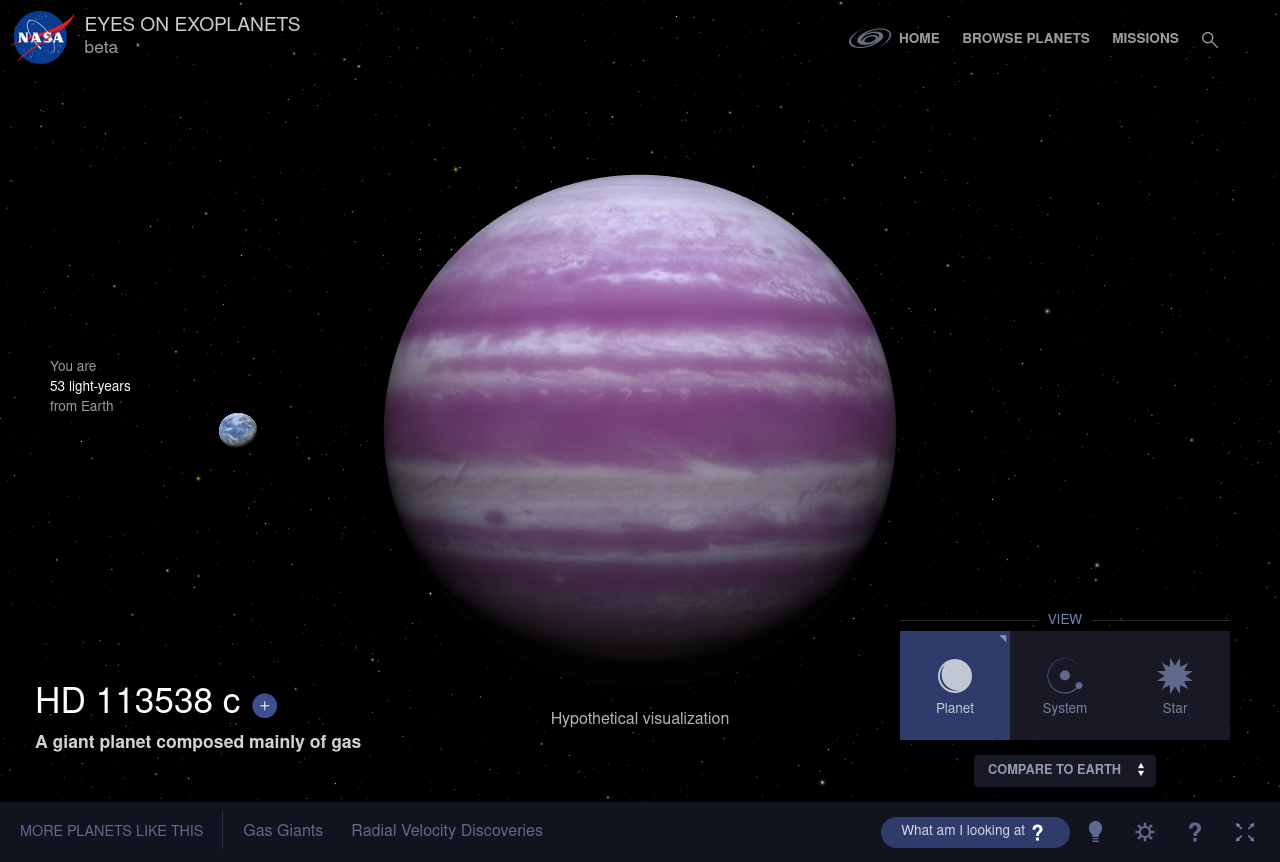 NASA
EYES ON EXOPLANETS
beta
HOME
BROWSE PLANETS
MISSIONS
You are
53 light-years
from Earth
HD 113538 c +
A giant planet composed mainly of gas
Hypothetical visualization
VIEW
Planet
System
Star
COMPARE TO EARTH
MORE PLANETS LIKE THIS
Gas Giants
Radial Velocity Discoveries
What am I looking at ?
?